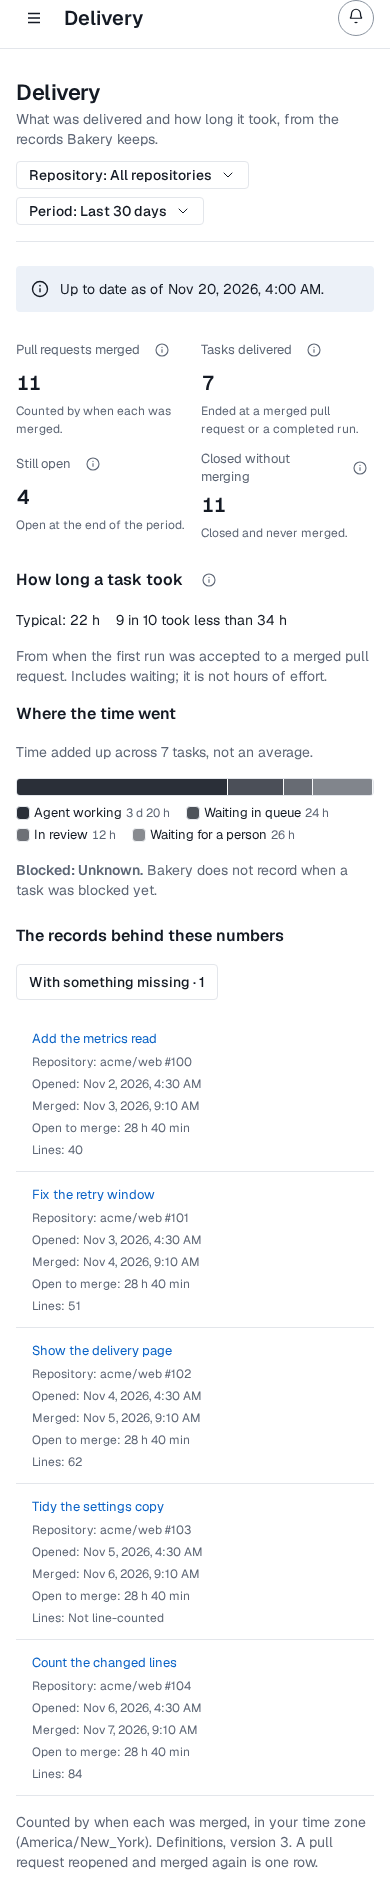 Delivery
Delivery
What was delivered and how long it took, from the
records Bakery keeps.
Repository: All repositories
Period: Last 30 days
Up to date as of Nov 20, 2026, 4:00 AM.
Pull requests merged
11
Counted by when each was
merged.
Tasks delivered
7
Ended at a merged pull
request or a completed run.
Still open
4
Open at the end of the period.
Closed without
merging
11
Closed and never merged.
How long a task took
Typical: 22 h 9 in 10 took less than 34 h
From when the first run was accepted to a merged pull
request. Includes waiting; it is not hours of effort.
Where the time went
Time added up across 7 tasks, not an average.
Agent working 3 d 20 h Waiting in queue 24 h
In review 12 h Waiting for a person 26 h
Blocked: Unknown. Bakery does not record when a
task was blocked yet.
The records behind these numbers
With something missing · 1
Add the metrics read
Repository: acme/web #100
Opened: Nov 2, 2026, 4:30 AM
Merged: Nov 3, 2026, 9:10 AM
Open to merge: 28 h 40 min
Lines: 40
Fix the retry window
Repository: acme/web #101
Opened: Nov 3, 2026, 4:30 AM
Merged: Nov 4, 2026, 9:10 AM
Open to merge: 28 h 40 min
Lines: 51
Show the delivery page
Repository: acme/web #102
Opened: Nov 4, 2026, 4:30 AM
Merged: Nov 5, 2026, 9:10 AM
Open to merge: 28 h 40 min
Lines: 62
Tidy the settings copy
Repository: acme/web #103
Opened: Nov 5, 2026, 4:30 AM
Merged: Nov 6, 2026, 9:10 AM
Open to merge: 28 h 40 min
Lines: Not line-counted
Count the changed lines
Repository: acme/web #104
Opened: Nov 6, 2026, 4:30 AM
Merged: Nov 7, 2026, 9:10 AM
Open to merge: 28 h 40 min
Lines: 84
Counted by when each was merged, in your time zone
(America/New_York). Definitions, version 3. A pull
request reopened and merged again is one row.